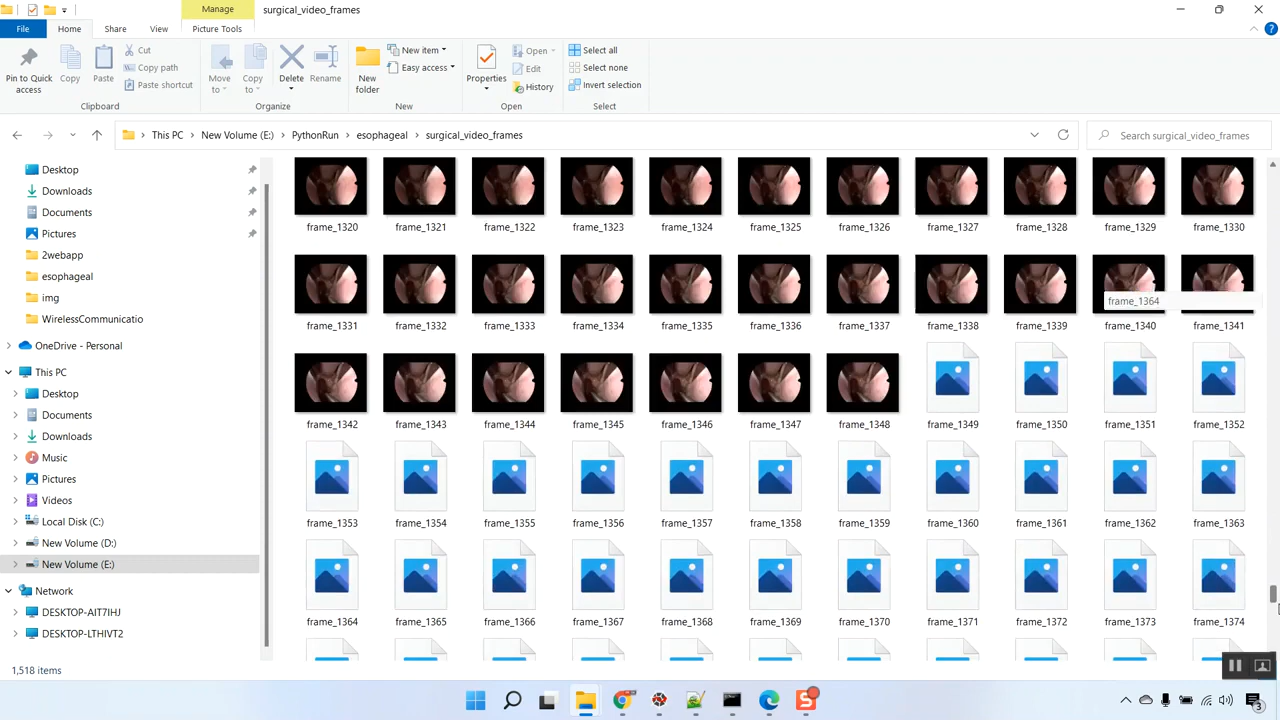 Manage
surgical_video_frames
File
Home
Share
View
Picture Tools
Pin to Quick access
Copy
Paste
Cut
Copy path
Paste shortcut
Clipboard
Move to
Copy to
Delete
Rename
Organize
New folder
New item
Easy access
New
Properties
Open
Edit
History
Open
Select all
Select none
Invert selection
Select
This PC
New Volume (E:)
PythonRun
esophageal
surgical_video_frames
Search surgical_video_frames
Desktop
Downloads
Documents
Pictures
2webapp
esophageal
img
WirelessCommunicatio
OneDrive - Personal
This PC
Desktop
Documents
Downloads
Music
Pictures
Videos
Local Disk (C:)
New Volume (D:)
New Volume (E:)
Network
DESKTOP-AIT7IHJ
DESKTOP-LTHIVT2
frame_1320 frame_1321 frame_1322 frame_1323 frame_1324 frame_1325 frame_1326 frame_1327 frame_1328 frame_1329 frame_1330
frame_1364
frame_1331 frame_1332 frame_1333 frame_1334 frame_1335 frame_1336 frame_1337 frame_1338 frame_1339 frame_1340 frame_1341
frame_1342 frame_1343 frame_1344 frame_1345 frame_1346 frame_1347 frame_1348 frame_1349 frame_1350 frame_1351 frame_1352
frame_1353 frame_1354 frame_1355 frame_1356 frame_1357 frame_1358 frame_1359 frame_1360 frame_1361 frame_1362 frame_1363
frame_1364 frame_1365 frame_1366 frame_1367 frame_1368 frame_1369 frame_1370 frame_1371 frame_1372 frame_1373 frame_1374
1,518 items
S
3